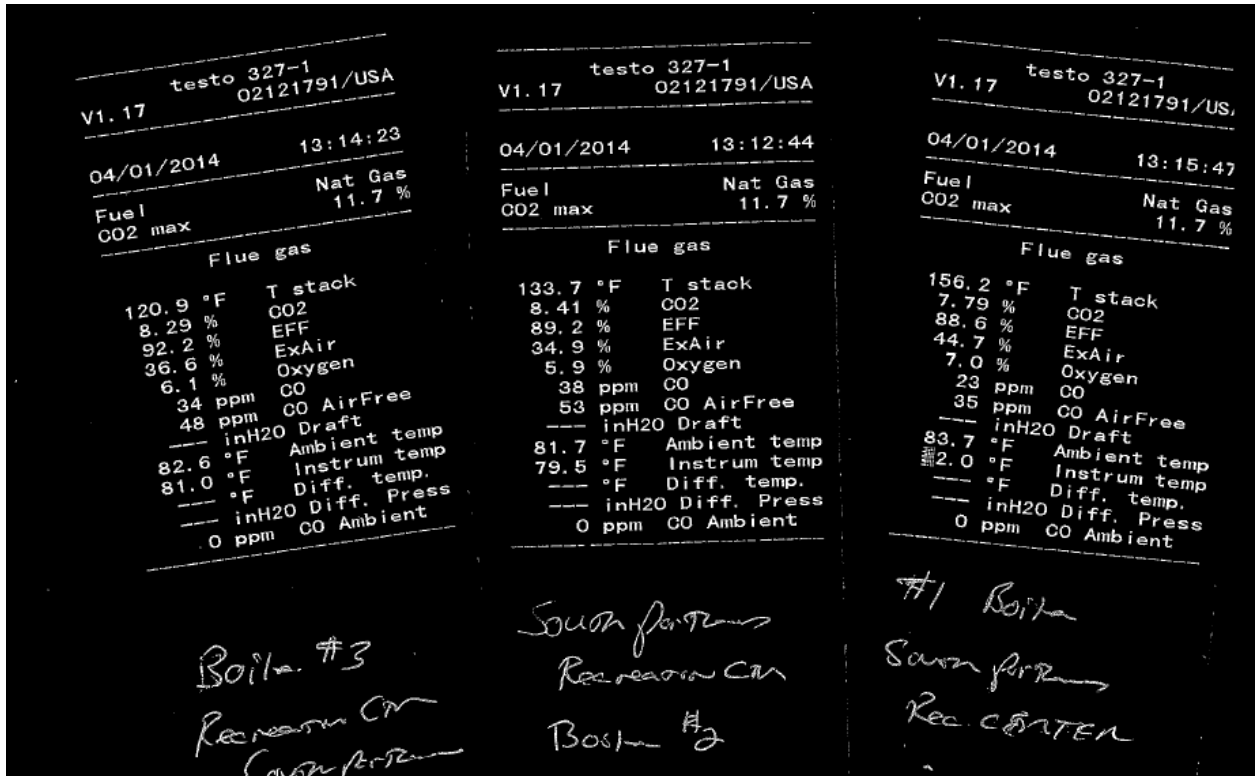 testo 327-1
V1.17 02121791/USA
04/01/2014 13:14:23
Fuel Nat Gas
CO2 max 11.7 %
Flue gas
120.9 °F T stack
8.29 % CO2
92.2 % EFF
36.6 % ExAir
6.1 % Oxygen
34 ppm CO
48 ppm CO AirFree
--- inH2O Draft
82.6 °F Ambient temp
81.0 °F Instrum temp
--- °F Diff. temp.
--- inH2O Diff. Press
0 ppm CO Ambient
Boiler #3
Recreation Ctr
South Portland
testo 327-1
V1.17 02121791/USA
04/01/2014 13:12:44
Fuel Nat Gas
CO2 max 11.7 %
Flue gas
133.7 °F T stack
8.41 % CO2
89.2 % EFF
34.9 % ExAir
5.9 % Oxygen
38 ppm CO
53 ppm CO AirFree
--- inH2O Draft
81.7 °F Ambient temp
79.5 °F Instrum temp
--- °F Diff. temp.
--- inH2O Diff. Press
0 ppm CO Ambient
South Portland
Recreation Ctr
Boiler #2
testo 327-1
V1.17 02121791/US
04/01/2014 13:15:47
Fuel Nat Gas
CO2 max 11.7 %
Flue gas
156.2 °F T stack
7.79 % CO2
88.6 % EFF
44.7 % ExAir
7.0 % Oxygen
23 ppm CO
35 ppm CO AirFree
--- inH2O Draft
83.7 °F Ambient temp
2.0 °F Instrum temp
--- °F Diff. temp.
--- inH2O Diff. Press
0 ppm CO Ambient
#1 Boiler
South Portland
Rec. CENTER